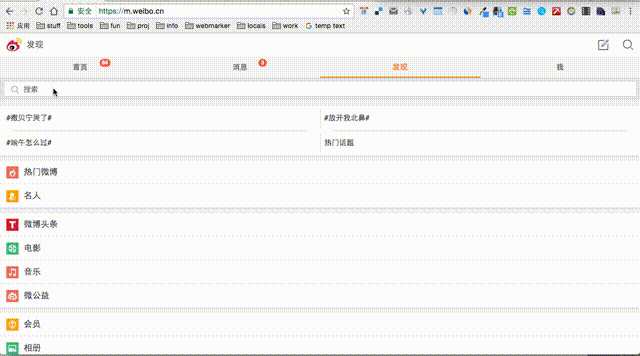 安全 https://m.weibo.cn
应用 stuff tools fun proj info webmarker locals work temp text
发现
首页 64 消息 3 发现 我
搜索
#撒贝宁哭了# #放开我北鼻#
#端午怎么过# 热门话题
热门微博
名人
微博头条
电影
音乐
微公益
会员
相册